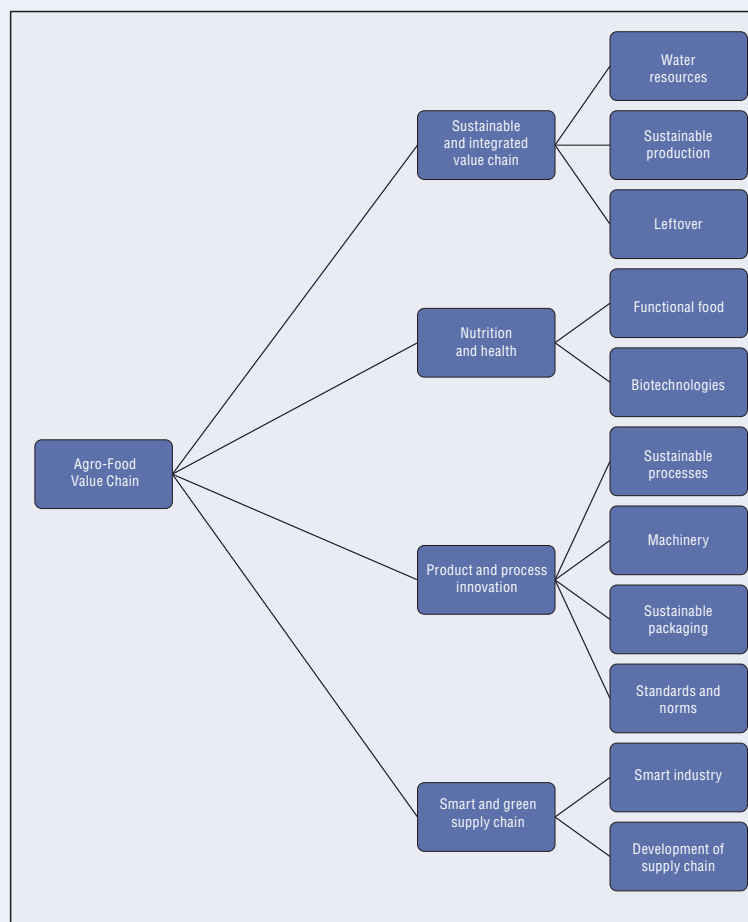 Water
resources
Sustainable
and integrated
value chain
Sustainable
production
Leftover
Functional food
Nutrition
and health
Biotechnologies
Agro-Food
Value Chain
Sustainable
processes
Machinery
Product and process
innovation
Sustainable
packaging
Standards and
norms
Smart industry
Smart and green
supply chain
Development of
supply chain